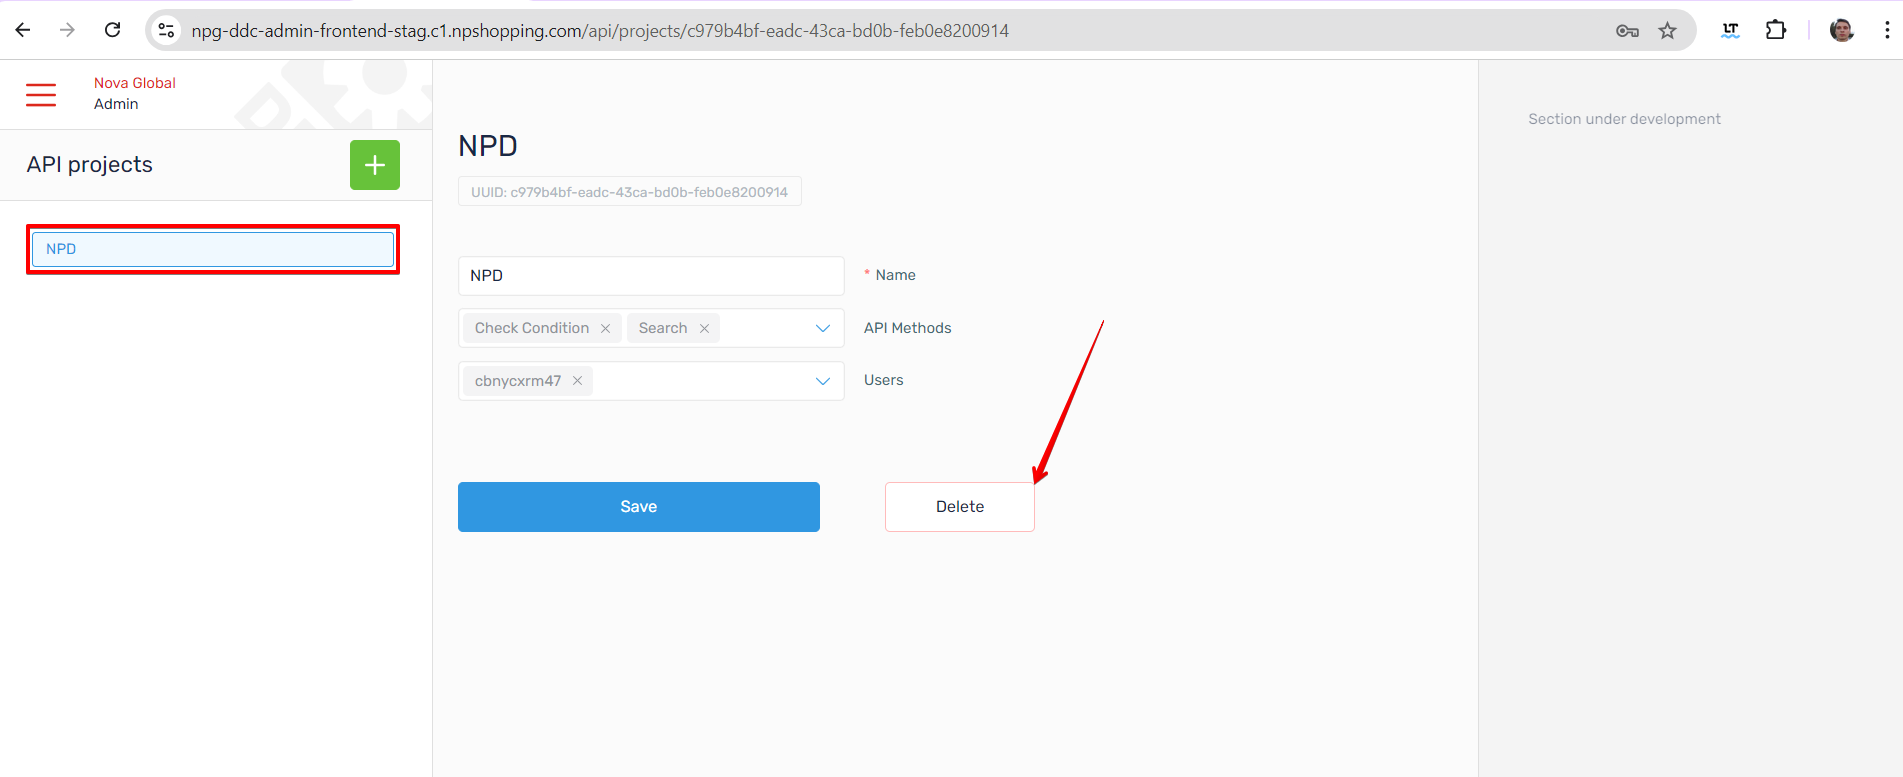 npg-ddc-admin-frontend-stag.c1.npshopping.com/api/projects/c979b4bf-eadc-43ca-bd0b-feb0e8200914
LT
Nova Global
Admin
API projects
NPD
NPD
UUID: c979b4bf-eadc-43ca-bd0b-feb0e8200914
NPD
* Name
Check Condition
Search
API Methods
cbnycxrm47
Users
Save
Delete
Section under development